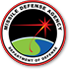 MISSILE DEFENSE AGENCY
DEPARTMENT OF DEFENSE